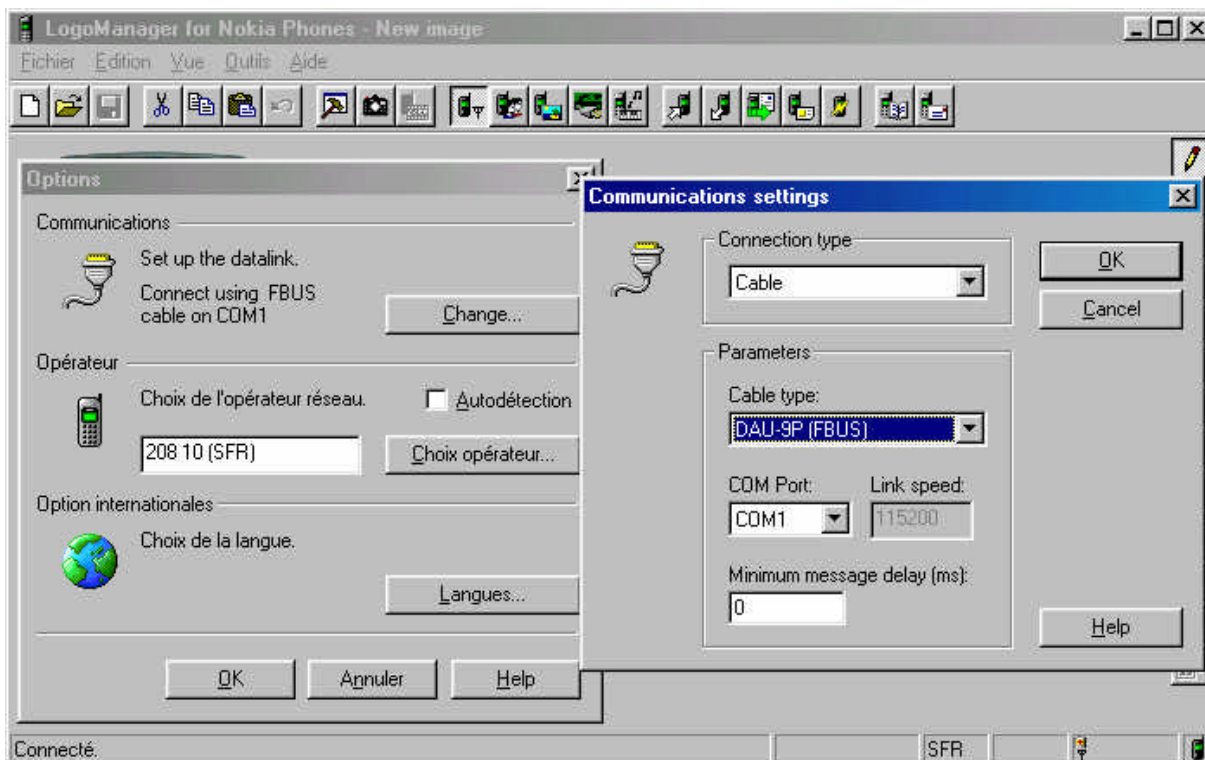 LogoManager for Nokia Phones - New image
Fichier Edition Vue Outils Aide
Options
Communications
Set up the datalink.
Connect using FBUS
cable on COM1
Change...
Opérateur
Choix de l'opérateur réseau.
Autodétection
208 10 (SFR)
Choix opérateur...
Option internationales
Choix de la langue.
Langues...
OK
Annuler
Help
Communications settings
Connection type
Cable
OK
Cancel
Parameters
Cable type:
DAU-9P (FBUS)
COM Port:
Link speed:
COM1
115200
Minimum message delay (ms):
0
Help
Connecté.
SFR